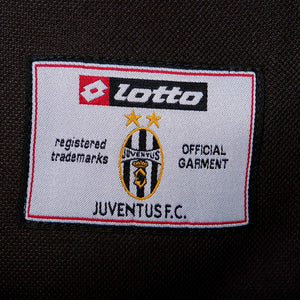 lotto
registered
trademarks
JUVENTUS
OFFICIAL
GARMENT
JUVENTUS F.C.